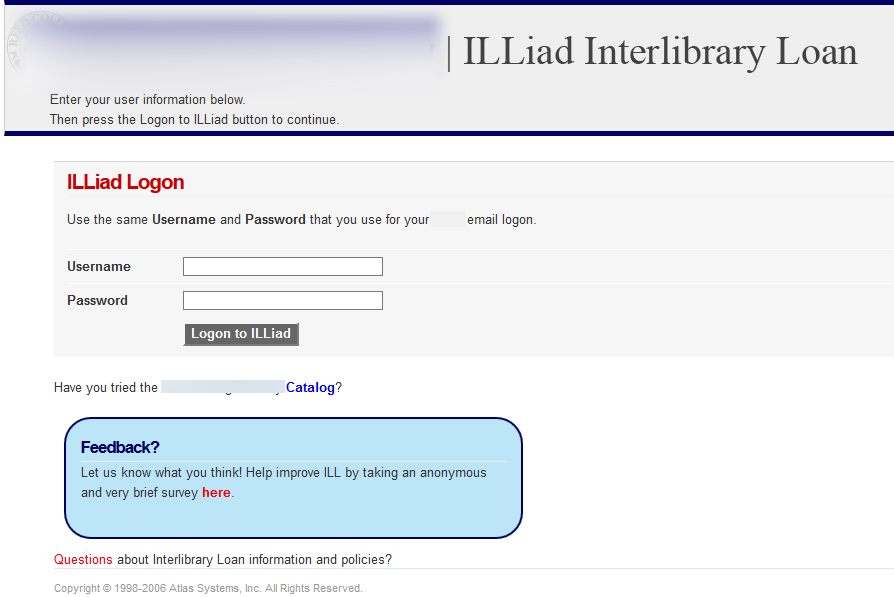 | ILLiad Interlibrary Loan
Enter your user information below.
Then press the Logon to ILLiad button to continue.
ILLiad Logon
Use the same Username and Password that you use for your email logon.
Username
Password
Logon to ILLiad
Have you tried the Catalog?
Feedback?
Let us know what you think! Help improve ILL by taking an anonymous
and very brief survey here.
Questions about Interlibrary Loan information and policies?
Copyright © 1998-2006 Atlas Systems, Inc. All Rights Reserved.